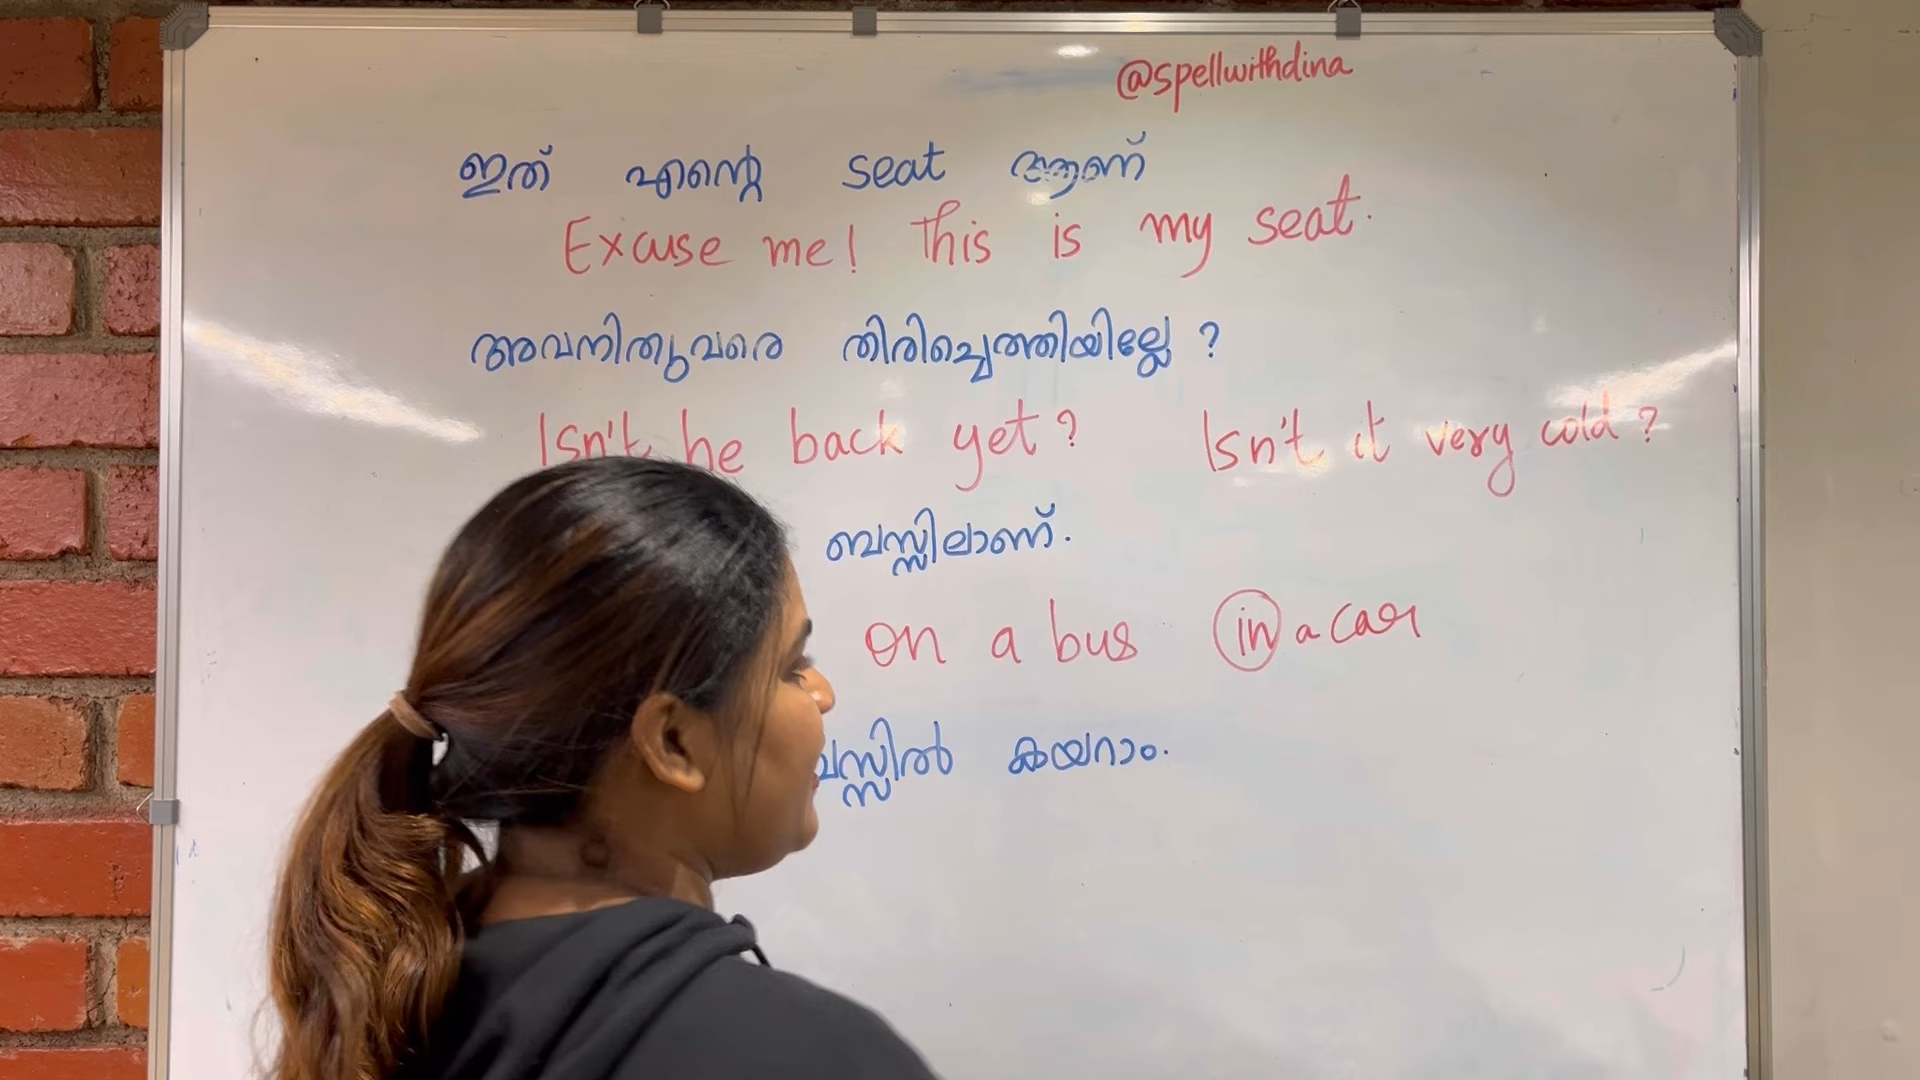 @spellwithdina
ഇത് എന്റെ seat ആണ്
Excuse me! This is my seat.
അവനിതുവരെ തിരിച്ചെത്തിയില്ലേ ?
Isn't he back yet? Isn't it very cold?
ബസ്സിലാണ്.
on a bus in a car
കയറാം.